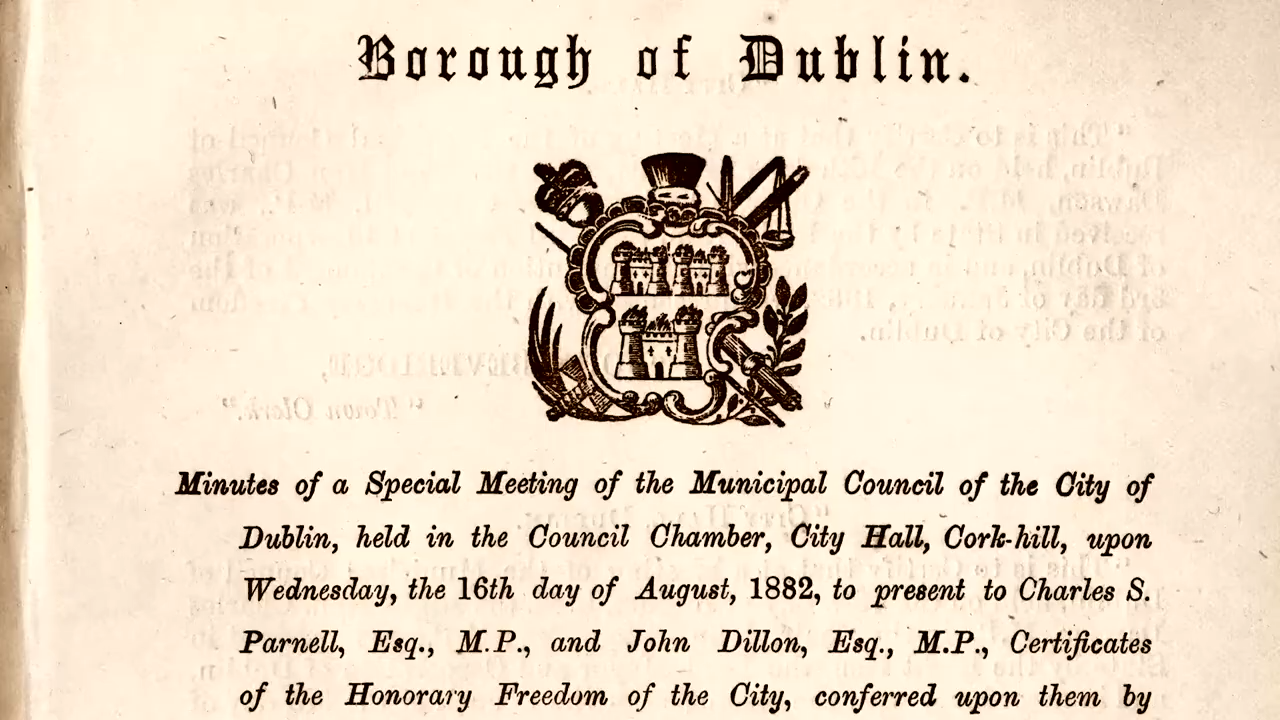 Borough of Dublin.
Minutes of a Special Meeting of the Municipal Council of the City of
Dublin, held in the Council Chamber, City Hall, Cork-hill, upon
Wednesday, the 16th day of August, 1882, to present to Charles S.
Parnell, Esq., M.P., and John Dillon, Esq., M.P., Certificates
of the Honorary Freedom of the City, conferred upon them by